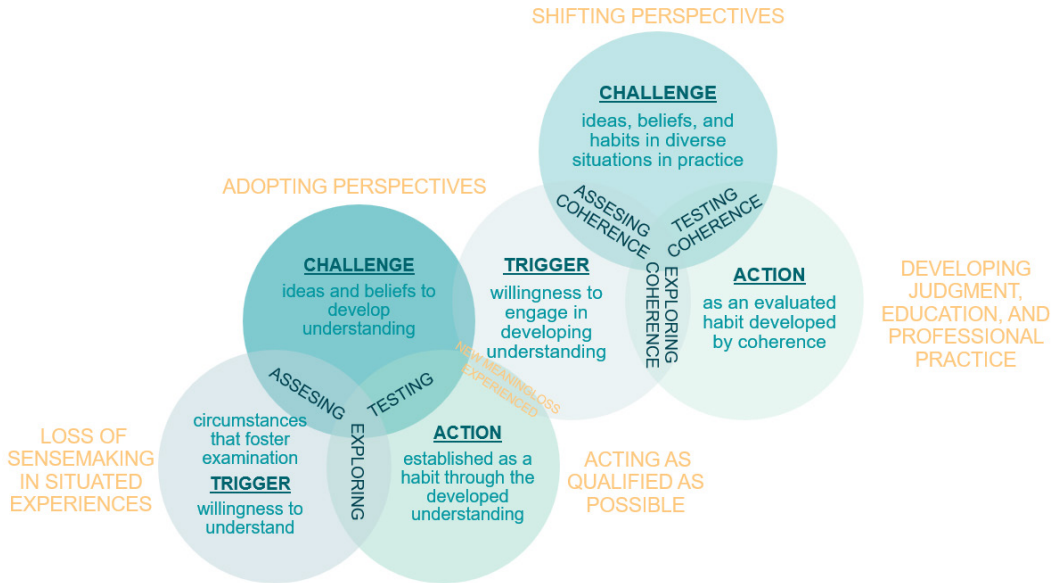 SHIFTING PERSPECTIVES
CHALLENGE
ideas, beliefs, and
habits in diverse
situations in practice
ASSESING
COHERENCE
TESTING
COHERENCE
EXPLORING
COHERENCE
TRIGGER
willingness to
engage in
developing
understanding
ACTION
as an evaluated
habit developed
by coherence
DEVELOPING
JUDGMENT,
EDUCATION, AND
PROFESSIONAL
PRACTICE
ADOPTING PERSPECTIVES
CHALLENGE
ideas and beliefs to
develop
understanding
NEW MEANINGLOSS
EXPERIENCED
ASSESING
TESTING
EXPLORING
LOSS OF
SENSEMAKING
IN SITUATED
EXPERIENCES
circumstances
that foster
examination
TRIGGER
willingness to
understand
ACTION
established as a
habit through the
developed
understanding
ACTING AS
QUALIFIED AS
POSSIBLE